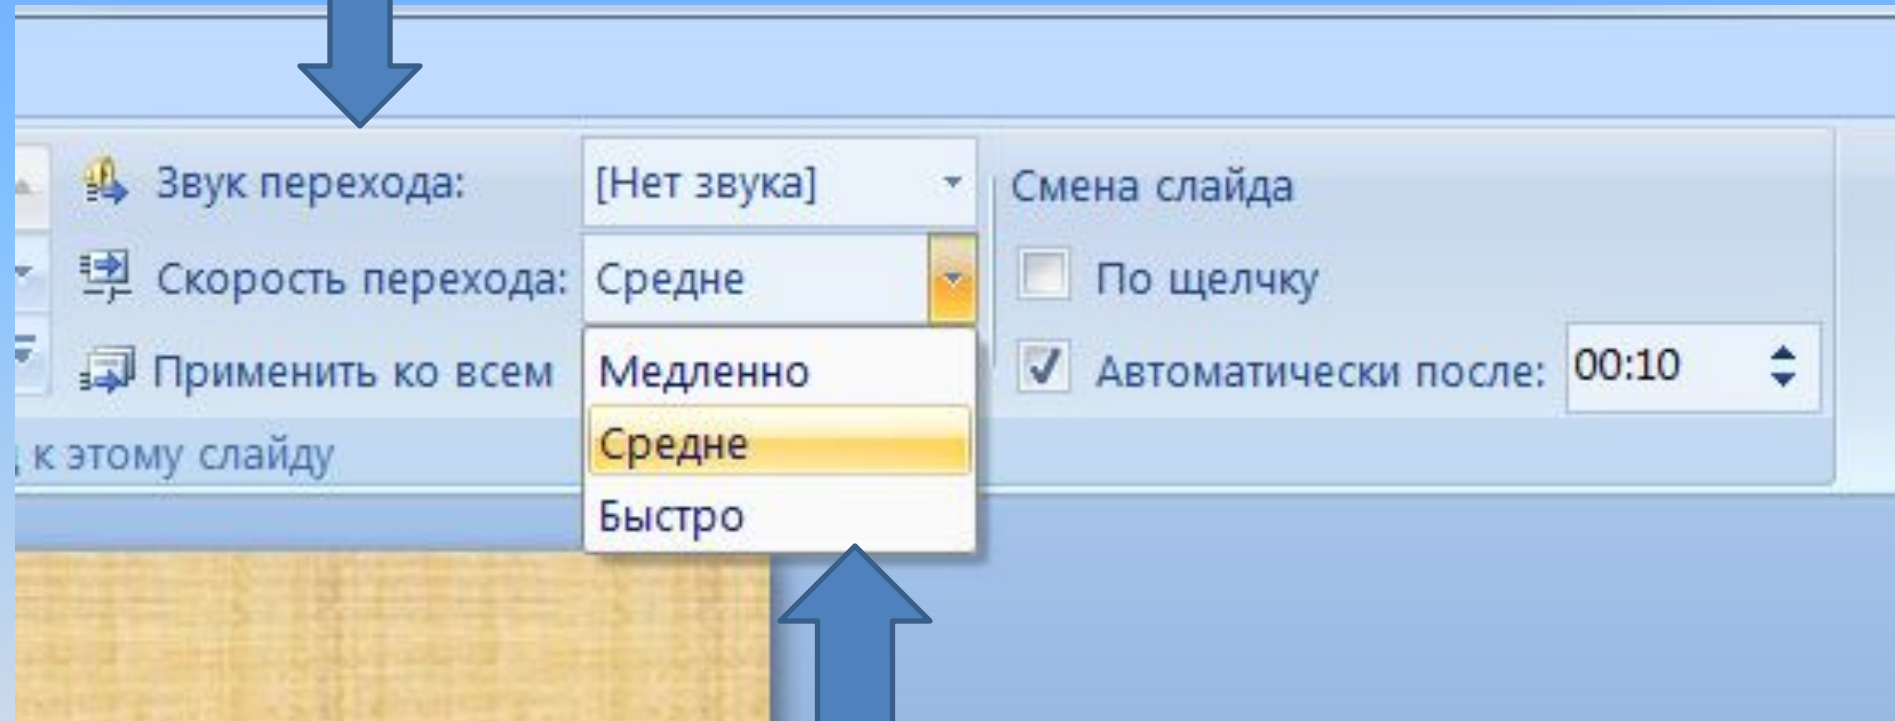 Звук перехода: [Нет звука] Смена слайда
Скорость перехода: Средне По щелчку
Применить ко всем Медленно Автоматически после: 00:10
к этому слайду Средне
Быстро